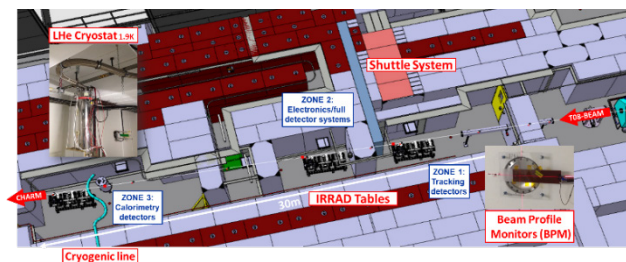 LHe Cryostat 1.9K
Shuttle System
ZONE 2:
Electronics/full
detector systems
T08-BEAM
ZONE 1:
Tracking
detectors
CHARM
ZONE 3:
Calorimetry
detectors
30m
IRRAD Tables
Beam Profile
Monitors (BPM)
Cryogenic line